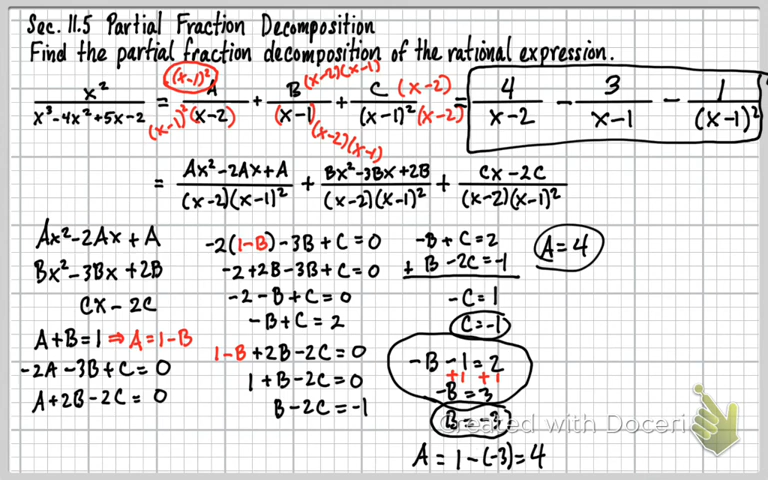 Sec. 11.5 Partial Fraction Decomposition
Find the partial fraction decomposition of the rational expression.
x²/(x³-4x²+5x-2) = A (x-1)²/(x-1)²(x-2) + B (x-2)(x-1)/(x-1)(x-2)(x-1) + C (x-2)/(x-1)²(x-2) = 4/(x-2) - 3/(x-1) - 1/(x-1)²
= (Ax²-2Ax+A)/(x-2)(x-1)² + (Bx²-3Bx+2B)/(x-2)(x-1)² + (Cx-2C)/(x-2)(x-1)²
Ax²-2Ax+A
Bx²-3Bx+2B
Cx-2C
A+B=1 ⇒ A=1-B
-2A-3B+C=0
A+2B-2C=0
-2(1-B)-3B+C=0
-2+2B-3B+C=0
-2-B+C=0
-B+C=2
1-B+2B-2C=0
1+B-2C=0
B-2C=-1
-B+C=2
+ B-2C=-1
-C=1
C=-1
-B-1=2
+1 +1
-B=3
B=-3
A=1-(-3)=4
A=4
Created with Doceri